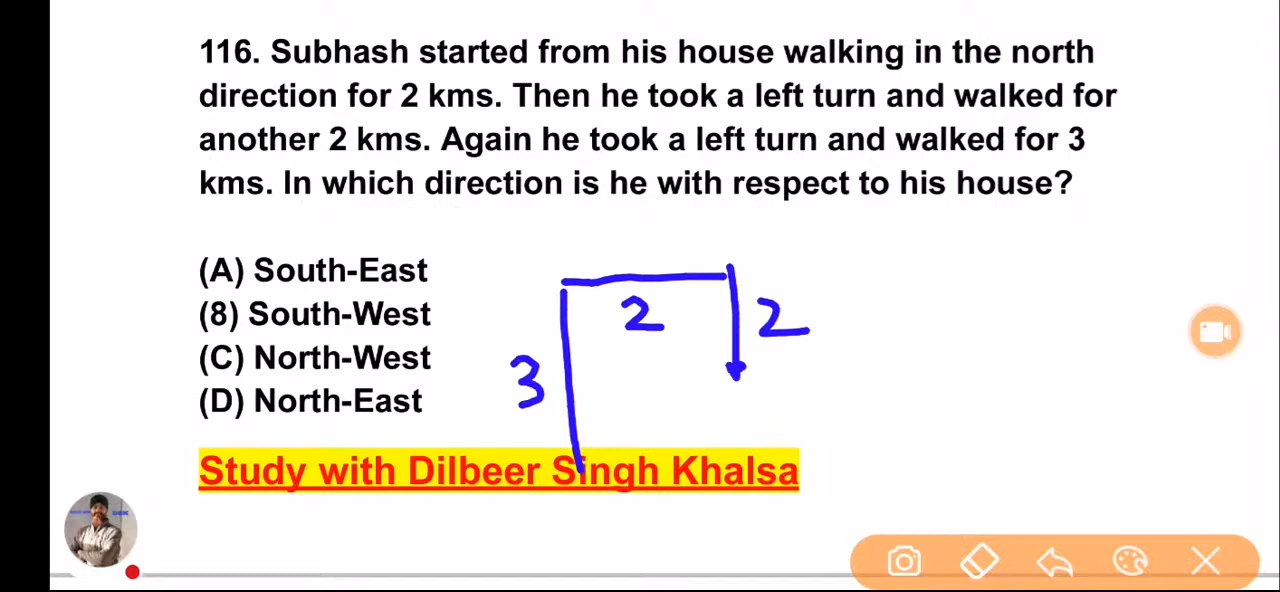 116. Subhash started from his house walking in the north
direction for 2 kms. Then he took a left turn and walked for
another 2 kms. Again he took a left turn and walked for 3
kms. In which direction is he with respect to his house?
(A) South-East
(8) South-West
(C) North-West
(D) North-East
2
2
3
Study with Dilbeer Singh Khalsa